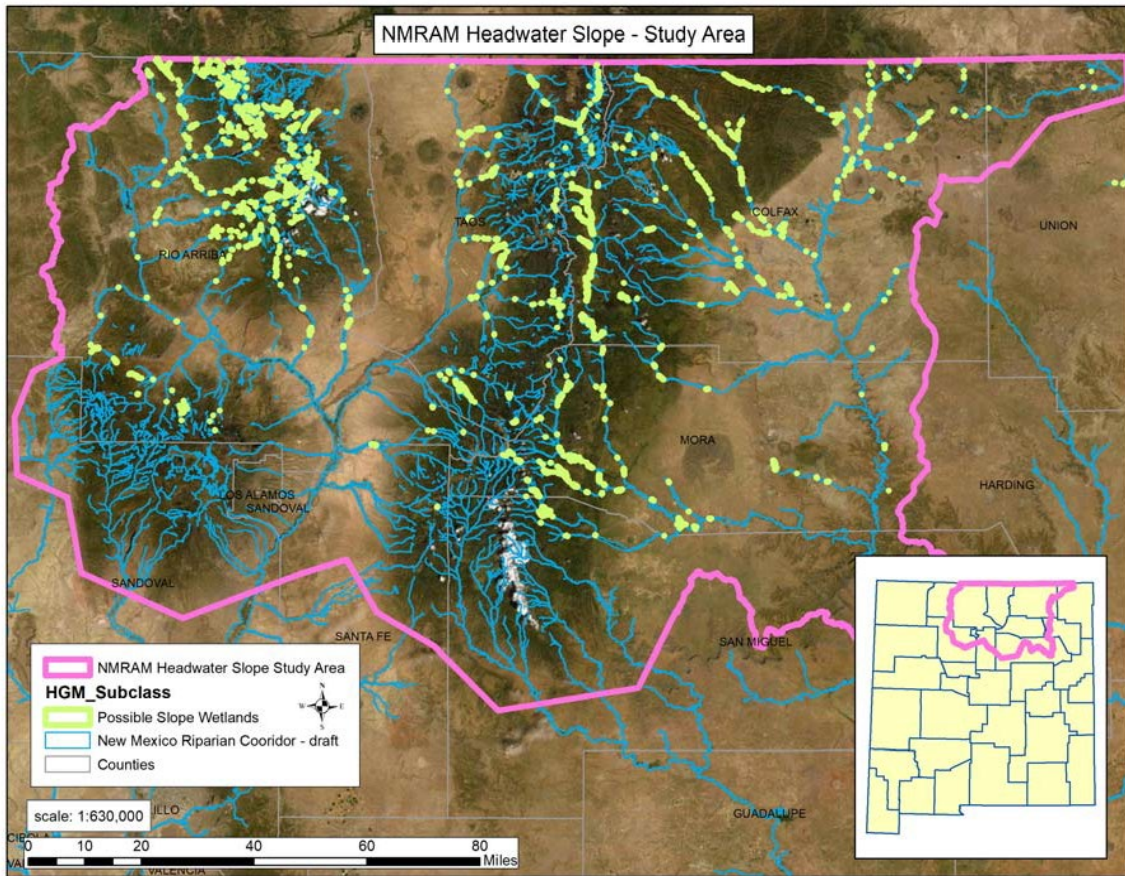 NMRAM Headwater Slope - Study Area
COLFAX
TAOS
UNION
RIO ARRIBA
MORA
HARDING
LOS ALAMOS
SANDOVAL
SANDOVAL
SANTA FE
SAN MIGUEL
NMRAM Headwater Slope Study Area
HGM_Subclass
N
W E
S
Possible Slope Wetlands
New Mexico Riparian Cooridor - draft
Counties
scale: 1:630,000
ILLO
GUADALUPE
0 20 40 60 80
Miles
VALENCIA